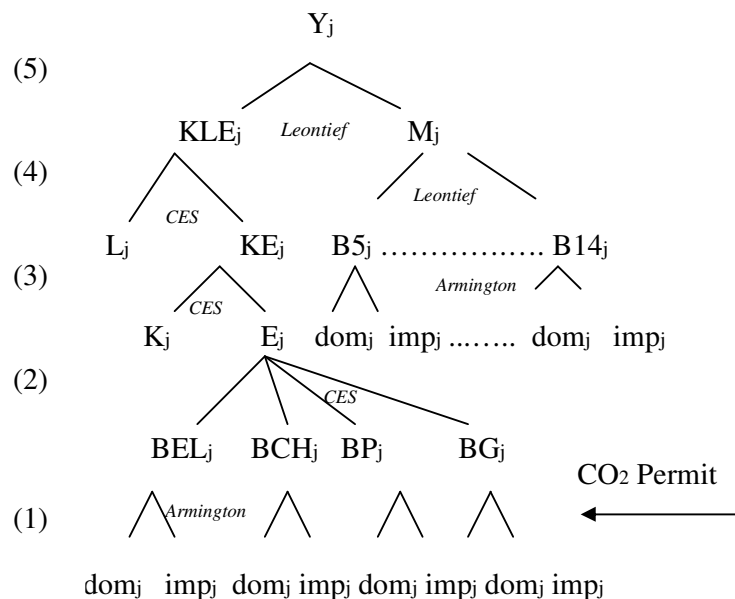 Yj
(5)
KLEj Leontief Mj
(4)
Leontief
CES
Lj KEj B5j ………………. B14j
(3)
Armington
CES
Kj Ej domj impj ...…... domj impj
(2)
CES
BELj BCHj BPj BGj
CO2 Permit
(1) Armington
domj impj domj impj domj impj domj impj